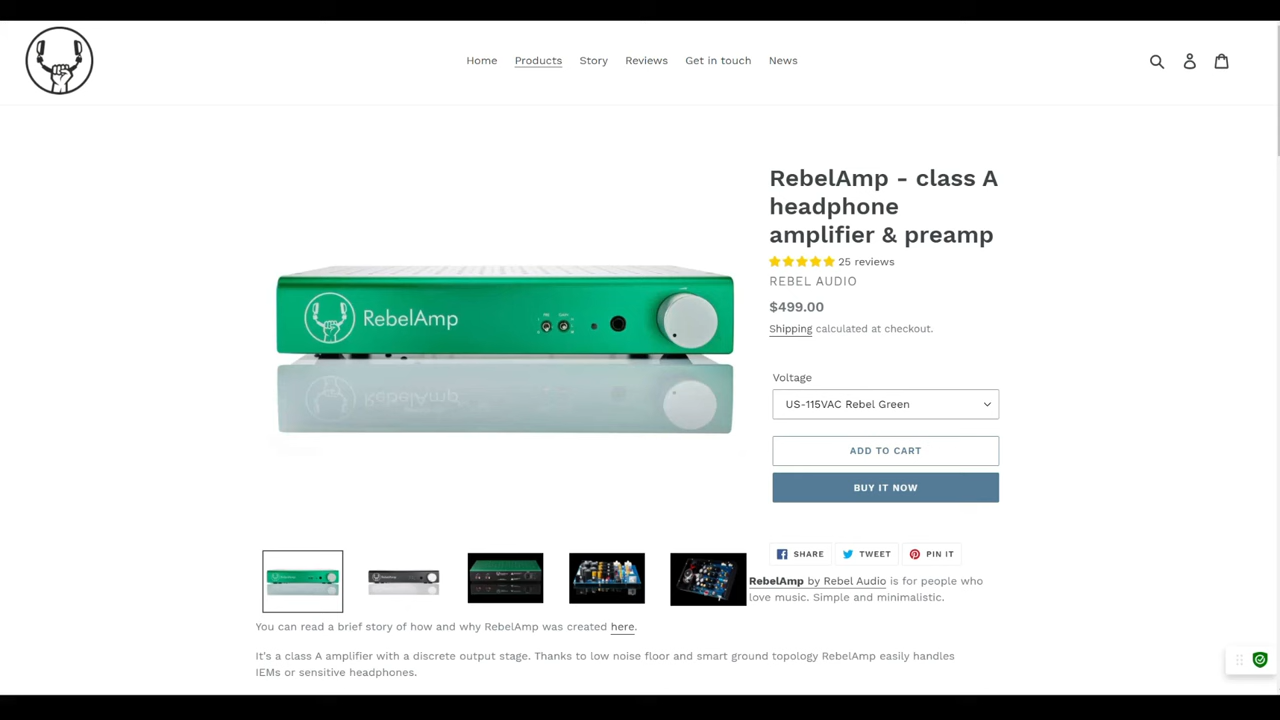 Home Products Story Reviews Get in touch News
RebelAmp - class A
headphone
amplifier & preamp
25 reviews
REBEL AUDIO
$499.00
Shipping calculated at checkout.
Voltage
US-115VAC Rebel Green
ADD TO CART
BUY IT NOW
SHARE TWEET PIN IT
RebelAmp
RebelAmp by Rebel Audio is for people who
love music. Simple and minimalistic.
You can read a brief story of how and why RebelAmp was created here.
It's a class A amplifier with a discrete output stage. Thanks to low noise floor and smart ground topology RebelAmp easily handles
IEMs or sensitive headphones.